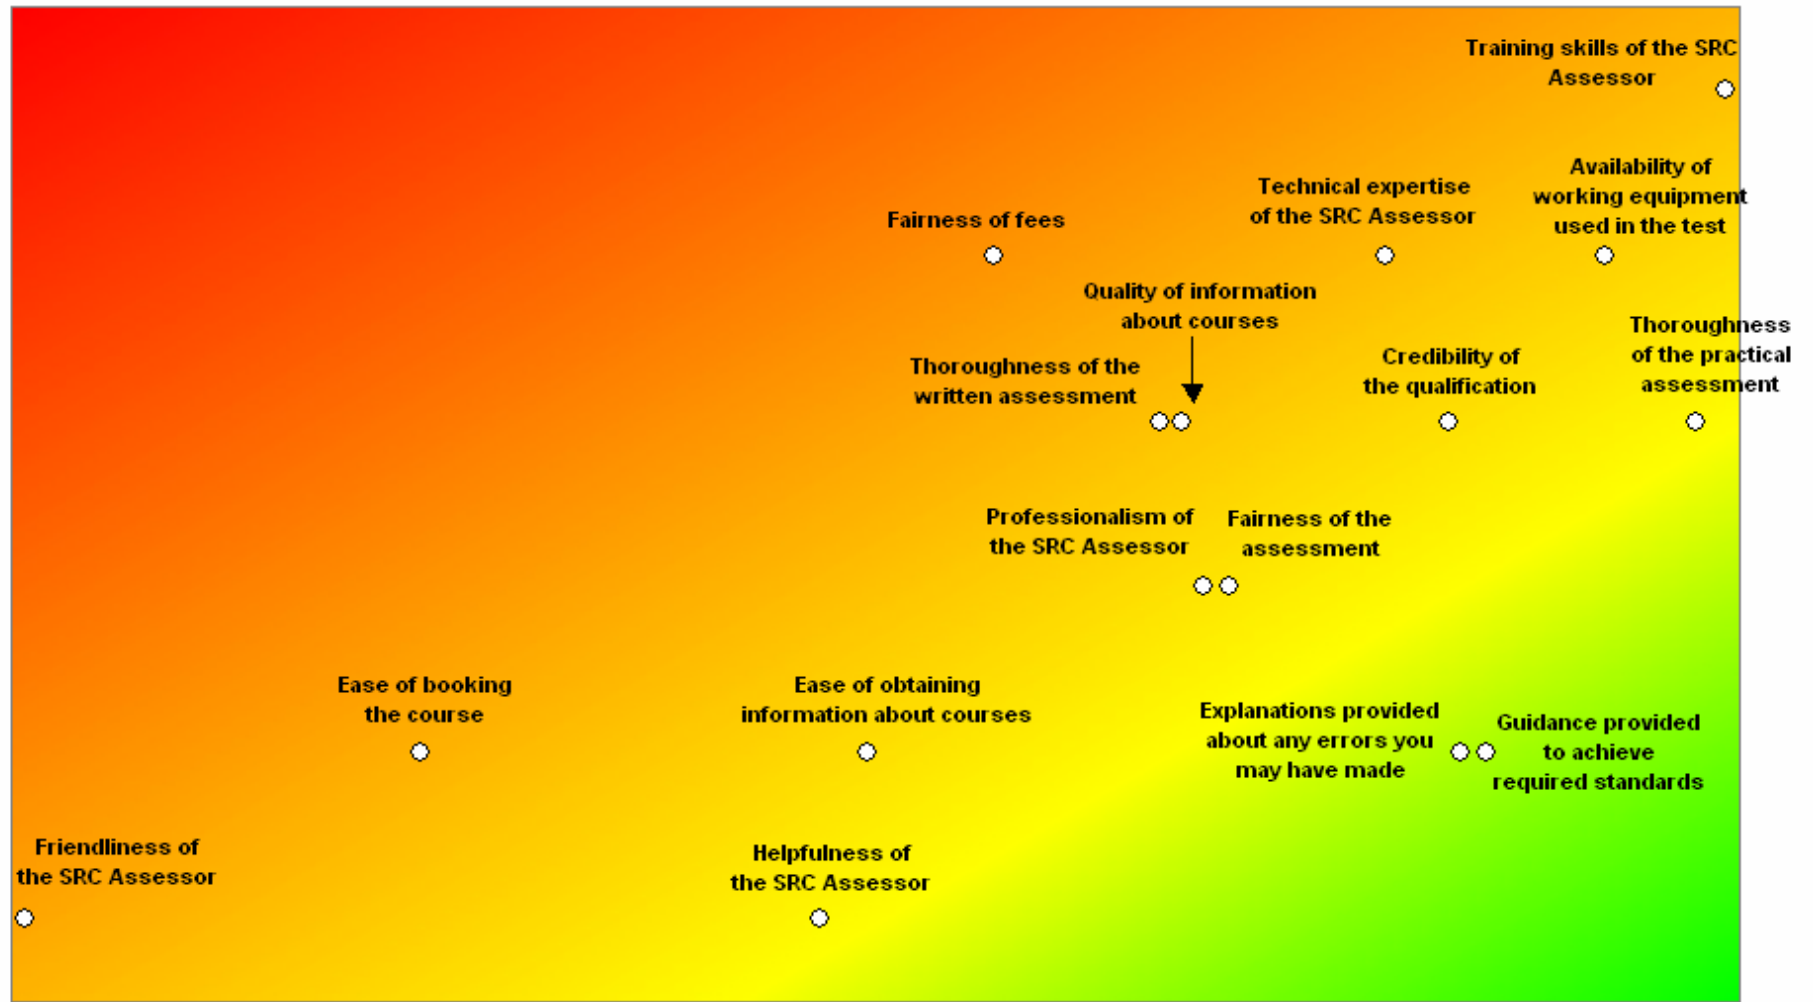 Training skills of the SRC
Assessor
Availability of
working equipment
used in the test
Technical expertise
of the SRC Assessor
Fairness of fees
Quality of information
about courses
Thoroughness
of the practical
assessment
Credibility of
the qualification
Thoroughness of the
written assessment
Professionalism of
the SRC Assessor
Fairness of the
assessment
Ease of booking
the course
Ease of obtaining
information about courses
Explanations provided
about any errors you
may have made
Guidance provided
to achieve
required standards
Friendliness of
the SRC Assessor
Helpfulness of
the SRC Assessor